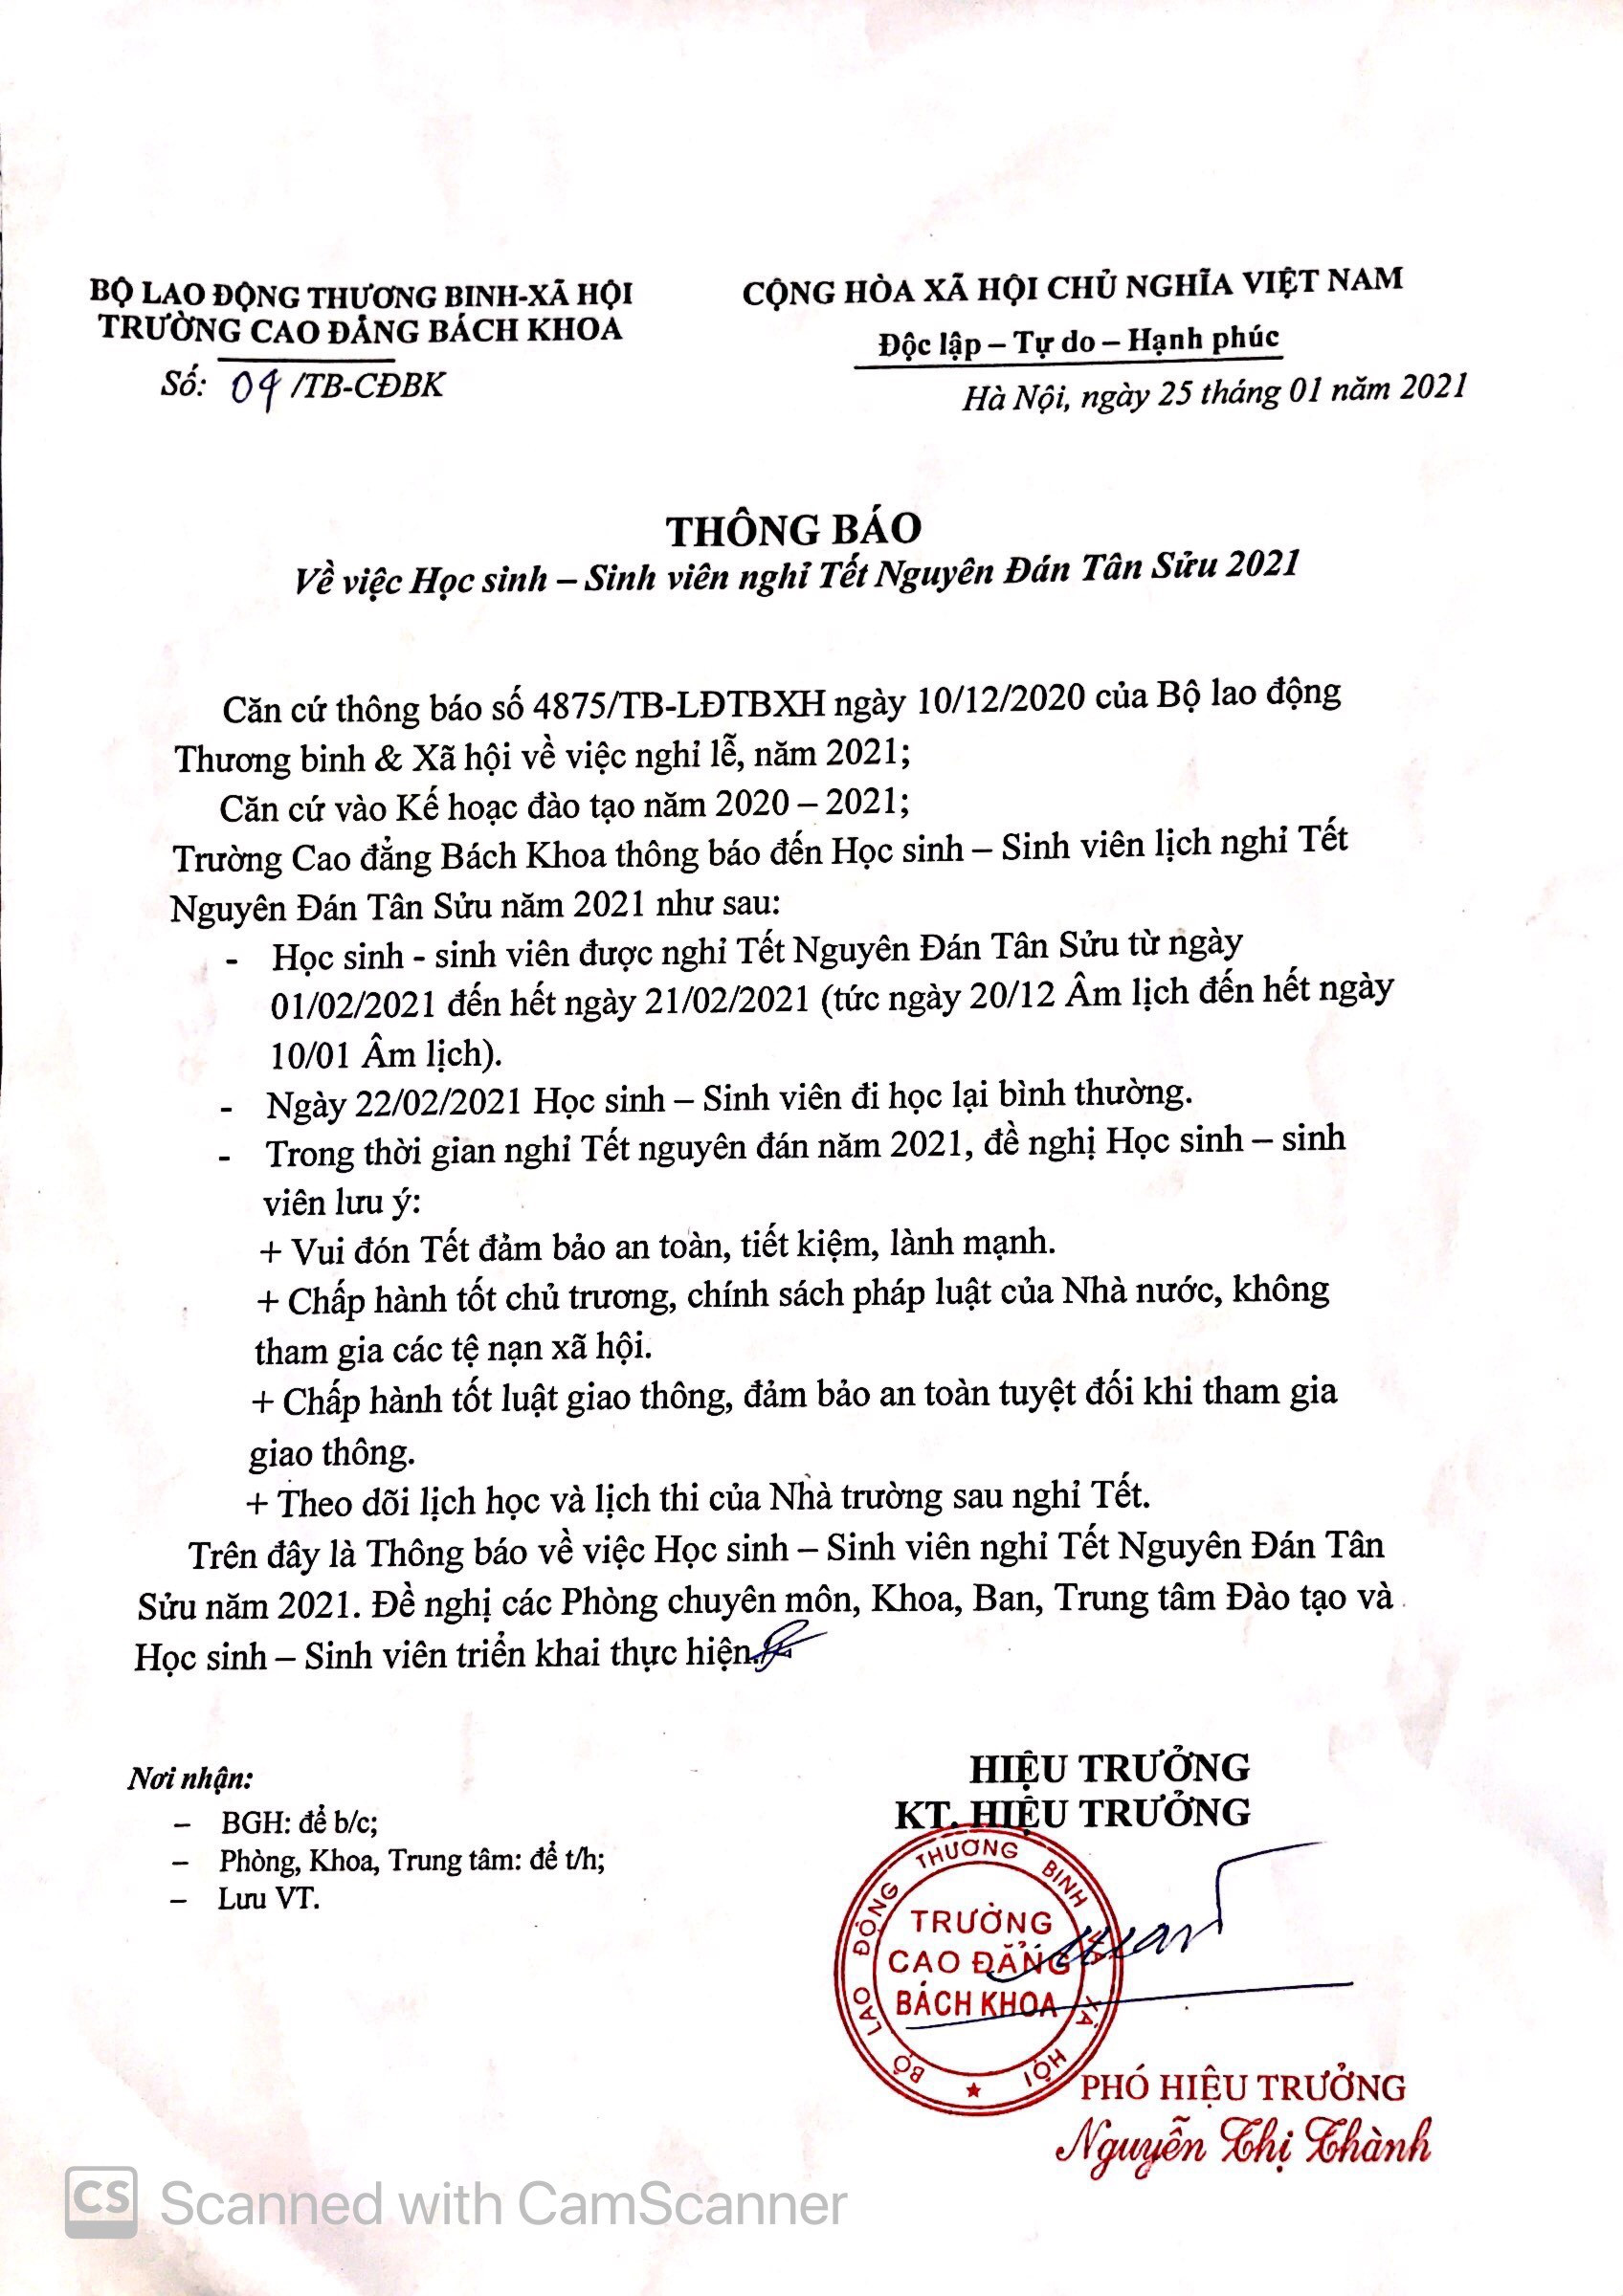 BỘ LAO ĐỘNG THƯƠNG BINH-XÃ HỘI
TRƯỜNG CAO ĐẲNG BÁCH KHOA
Số: 09/TB-CĐBK
CỘNG HÒA XÃ HỘI CHỦ NGHĨA VIỆT NAM
Độc lập – Tự do – Hạnh phúc
Hà Nội, ngày 25 tháng 01 năm 2021
THÔNG BÁO
Về việc Học sinh – Sinh viên nghỉ Tết Nguyên Đán Tân Sửu 2021
Căn cứ thông báo số 4875/TB-LĐTBXH ngày 10/12/2020 của Bộ lao động
Thương binh & Xã hội về việc nghỉ lễ, năm 2021;
Căn cứ vào Kế hoạc đào tạo năm 2020 – 2021;
Trường Cao đẳng Bách Khoa thông báo đến Học sinh – Sinh viên lịch nghỉ Tết
Nguyên Đán Tân Sửu năm 2021 như sau:
- Học sinh - sinh viên được nghỉ Tết Nguyên Đán Tân Sửu từ ngày
01/02/2021 đến hết ngày 21/02/2021 (tức ngày 20/12 Âm lịch đến hết ngày
10/01 Âm lịch).
- Ngày 22/02/2021 Học sinh – Sinh viên đi học lại bình thường.
- Trong thời gian nghỉ Tết nguyên đán năm 2021, đề nghị Học sinh – sinh
viên lưu ý:
+ Vui đón Tết đảm bảo an toàn, tiết kiệm, lành mạnh.
+ Chấp hành tốt chủ trương, chính sách pháp luật của Nhà nước, không
tham gia các tệ nạn xã hội.
+ Chấp hành tốt luật giao thông, đảm bảo an toàn tuyệt đối khi tham gia
giao thông.
+ Theo dõi lịch học và lịch thi của Nhà trường sau nghỉ Tết.
Trên đây là Thông báo về việc Học sinh – Sinh viên nghỉ Tết Nguyên Đán Tân
Sửu năm 2021. Đề nghị các Phòng chuyên môn, Khoa, Ban, Trung tâm Đào tạo và
Học sinh – Sinh viên triển khai thực hiện.
Nơi nhận:
– BGH: để b/c;
– Phòng, Khoa, Trung tâm: để t/h;
– Lưu VT.
HIỆU TRƯỞNG
KT. HIỆU TRƯỞNG
BỘ LAO ĐỘNG THƯƠNG BINH VÀ XÃ HỘI
TRƯỜNG
CAO ĐẲNG
BÁCH KHOA
PHÓ HIỆU TRƯỞNG
Nguyễn Thị Thành
CS Scanned with CamScanner